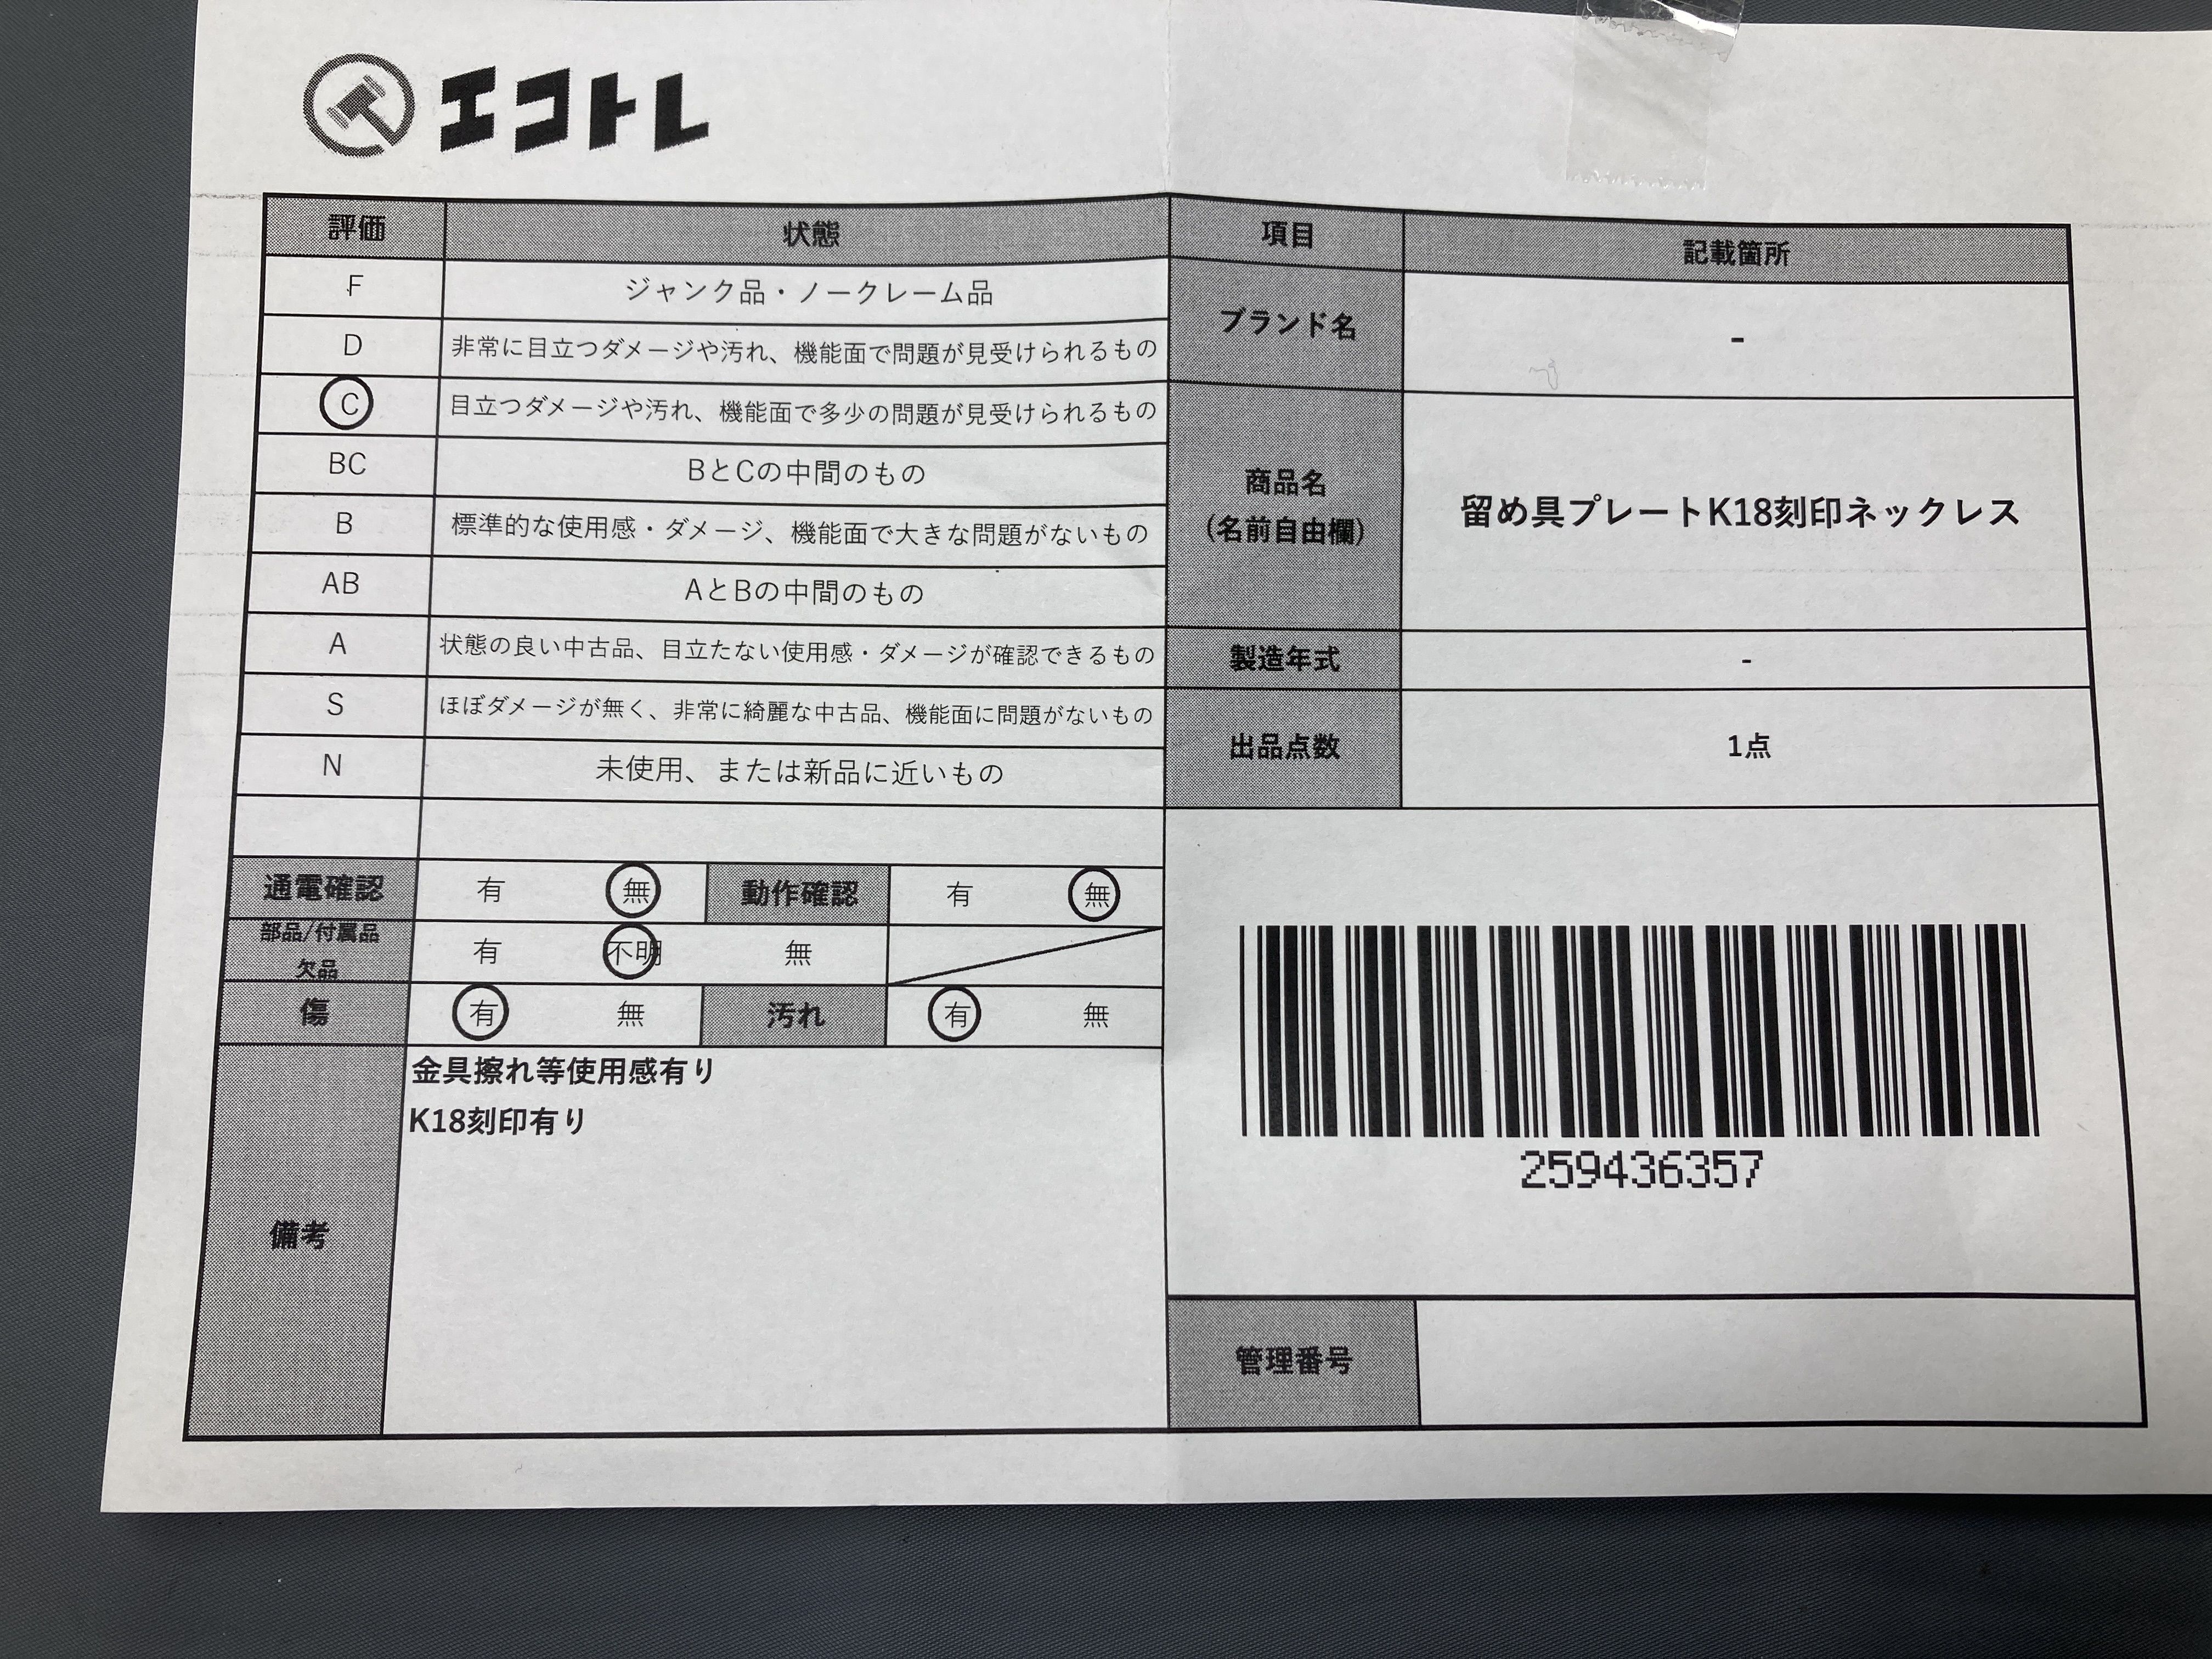 エコトレ
評価 状態
F ジャンク品・ノークレーム品
D 非常に目立つダメージや汚れ、機能面で問題が見受けられるもの
C 目立つダメージや汚れ、機能面で多少の問題が見受けられるもの
BC BとCの中間のもの
B 標準的な使用感・ダメージ、機能面で大きな問題がないもの
AB AとBの中間のもの
A 状態の良い中古品、目立たない使用感・ダメージが確認できるもの
S ほぼダメージが無く、非常に綺麗な中古品、機能面に問題がないもの
N 未使用、または新品に近いもの
通電確認 有 無 動作確認 有 無
部品/付属品
欠品 有 不明 無
傷 有 無 汚れ 有 無
備考
金具擦れ等使用感有り
K18刻印有り
項目 記載箇所
ブランド名 -
商品名
(名前自由欄)
留め具プレートK18刻印ネックレス
製造年式 -
出品点数 1点
259436357
管理番号